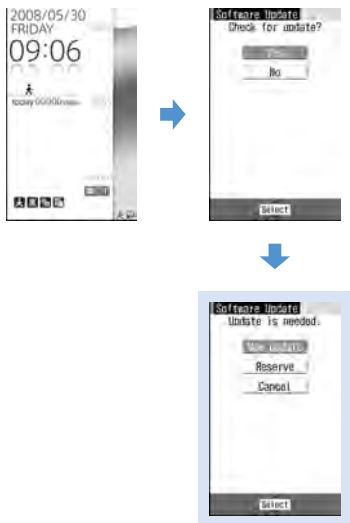 2008/05/30
FRIDAY
09:06
today 00000
Software Update
Check for update?
Yes
No
Select
Software Update
Update is needed.
Now update
Reserve
Cancel
Select